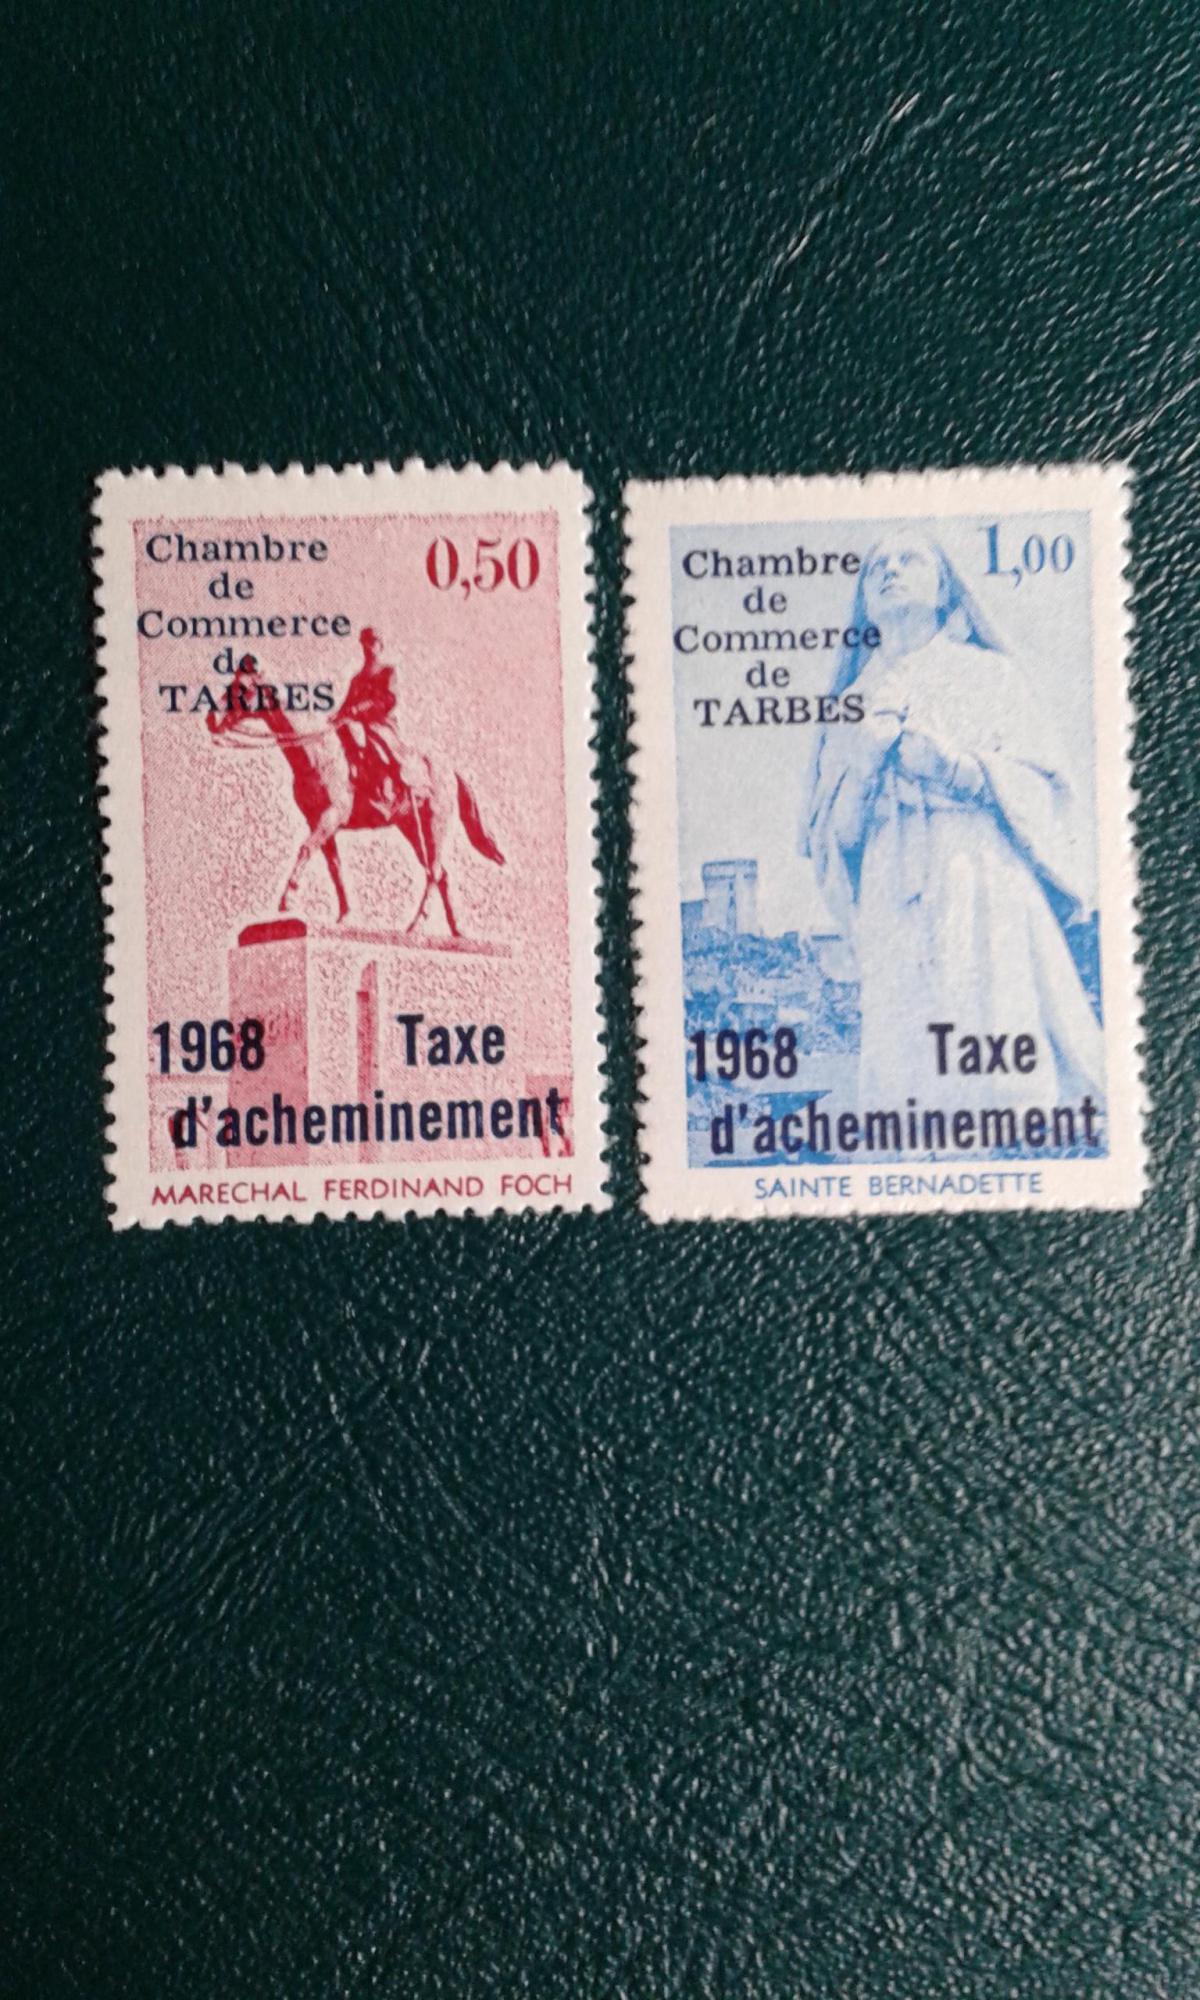 Chambre
de
Commerce
de
TARBES
0,50
1968 Taxe
d'acheminement
MARECHAL FERDINAND FOCH
Chambre
de
Commerce
de
TARBES
1,00
1968 Taxe
d'acheminement
SAINTE BERNADETTE